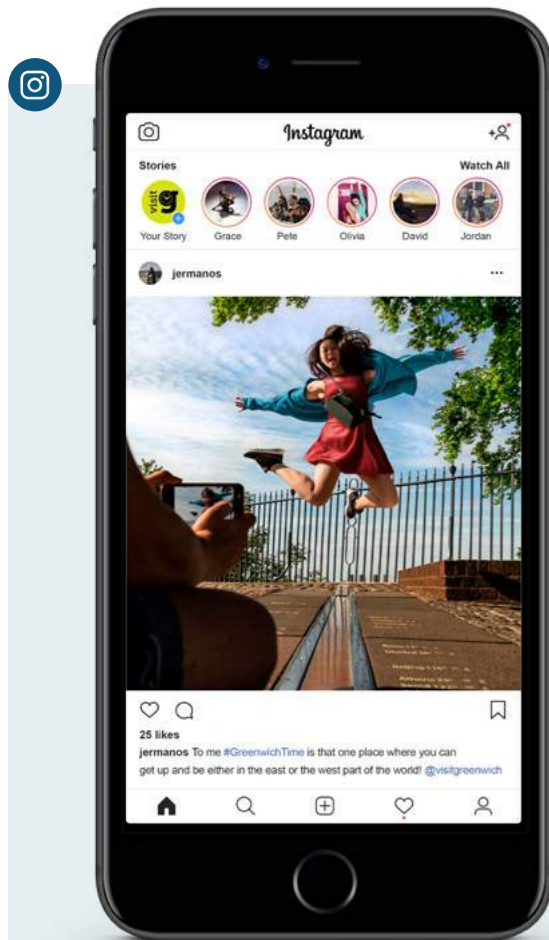 Instagram
Stories Watch All
visit g
Your Story Grace Pete Olivia David Jordan
jermanos
25 likes
jermanos To me #GreenwichTime is that one place where you can
get up and be either in the east or the west part of the world! @visitgreenwich